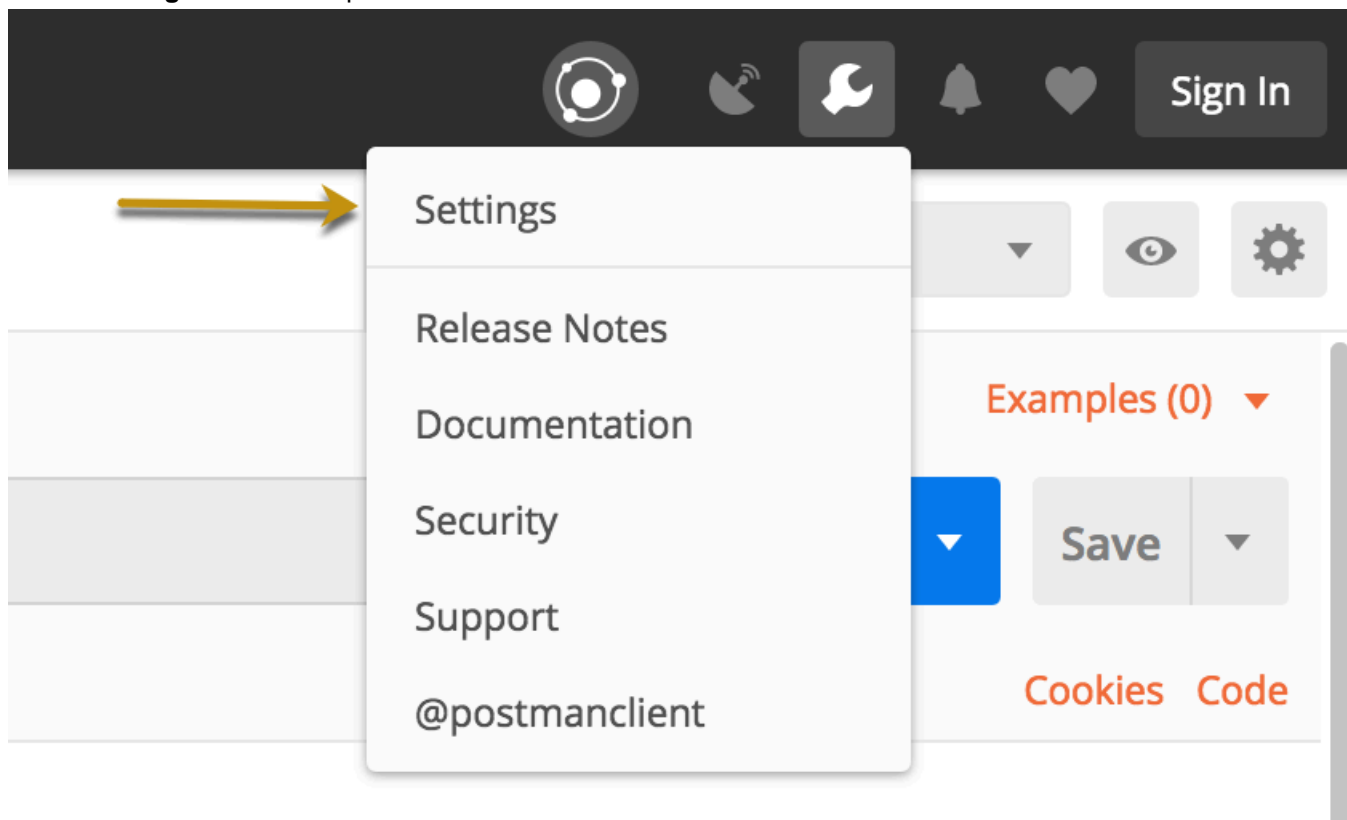 Sign In
Settings
Release Notes
Examples (0)
Documentation
Security
Save
Support
Cookies Code
@postmanclient